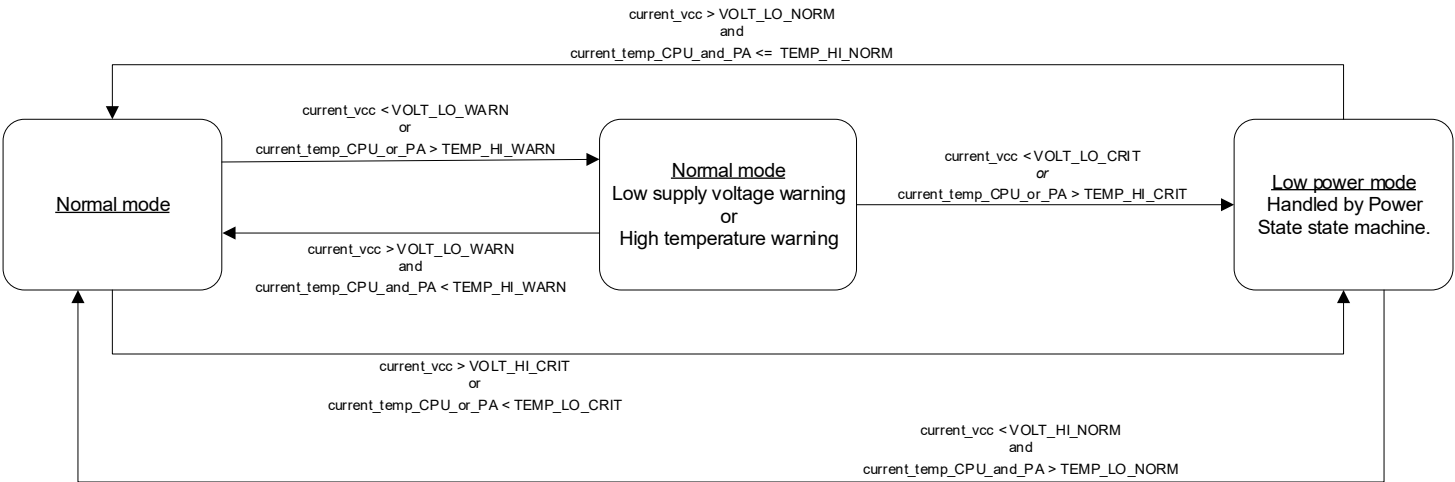 current_vcc > VOLT_LO_NORM
and
current_temp_CPU_and_PA <= TEMP_HI_NORM
current_vcc < VOLT_LO_WARN
or
current_temp_CPU_or_PA > TEMP_HI_WARN
Normal mode
Normal mode
Low supply voltage warning
or
High temperature warning
current_vcc < VOLT_LO_CRIT
or
current_temp_CPU_or_PA > TEMP_HI_CRIT
Low power mode
Handled by Power
State state machine.
current_vcc > VOLT_LO_WARN
and
current_temp_CPU_and_PA < TEMP_HI_WARN
current_vcc > VOLT_HI_CRIT
or
current_temp_CPU_or_PA < TEMP_LO_CRIT
current_vcc < VOLT_HI_NORM
and
current_temp_CPU_and_PA > TEMP_LO_NORM